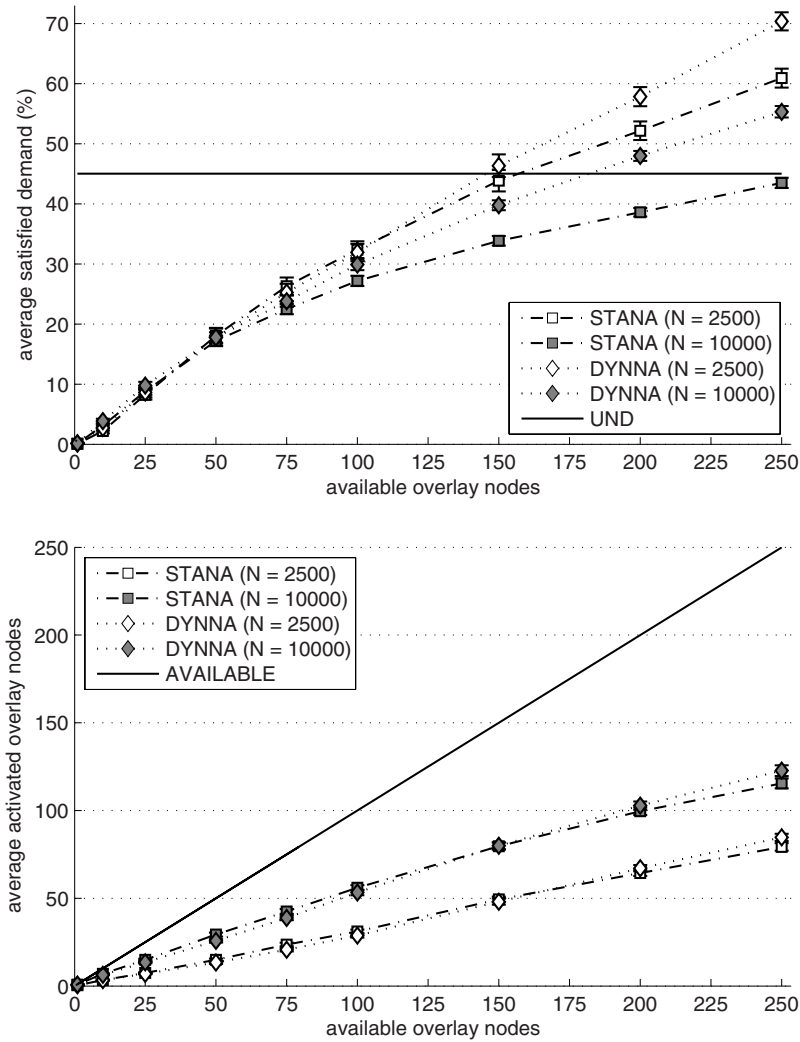 70
60
50
40
30
20
10
0
average satisfied demand (%)
STANA (N = 2500)
STANA (N = 10000)
DYNNA (N = 2500)
DYNNA (N = 10000)
UND
0 25 50 75 100 125 150 175 200 225 250
available overlay nodes
250
200
150
100
50
0
average activated overlay nodes
STANA (N = 2500)
STANA (N = 10000)
DYNNA (N = 2500)
DYNNA (N = 10000)
AVAILABLE
0 25 50 75 100 125 150 175 200 225 250
available overlay nodes